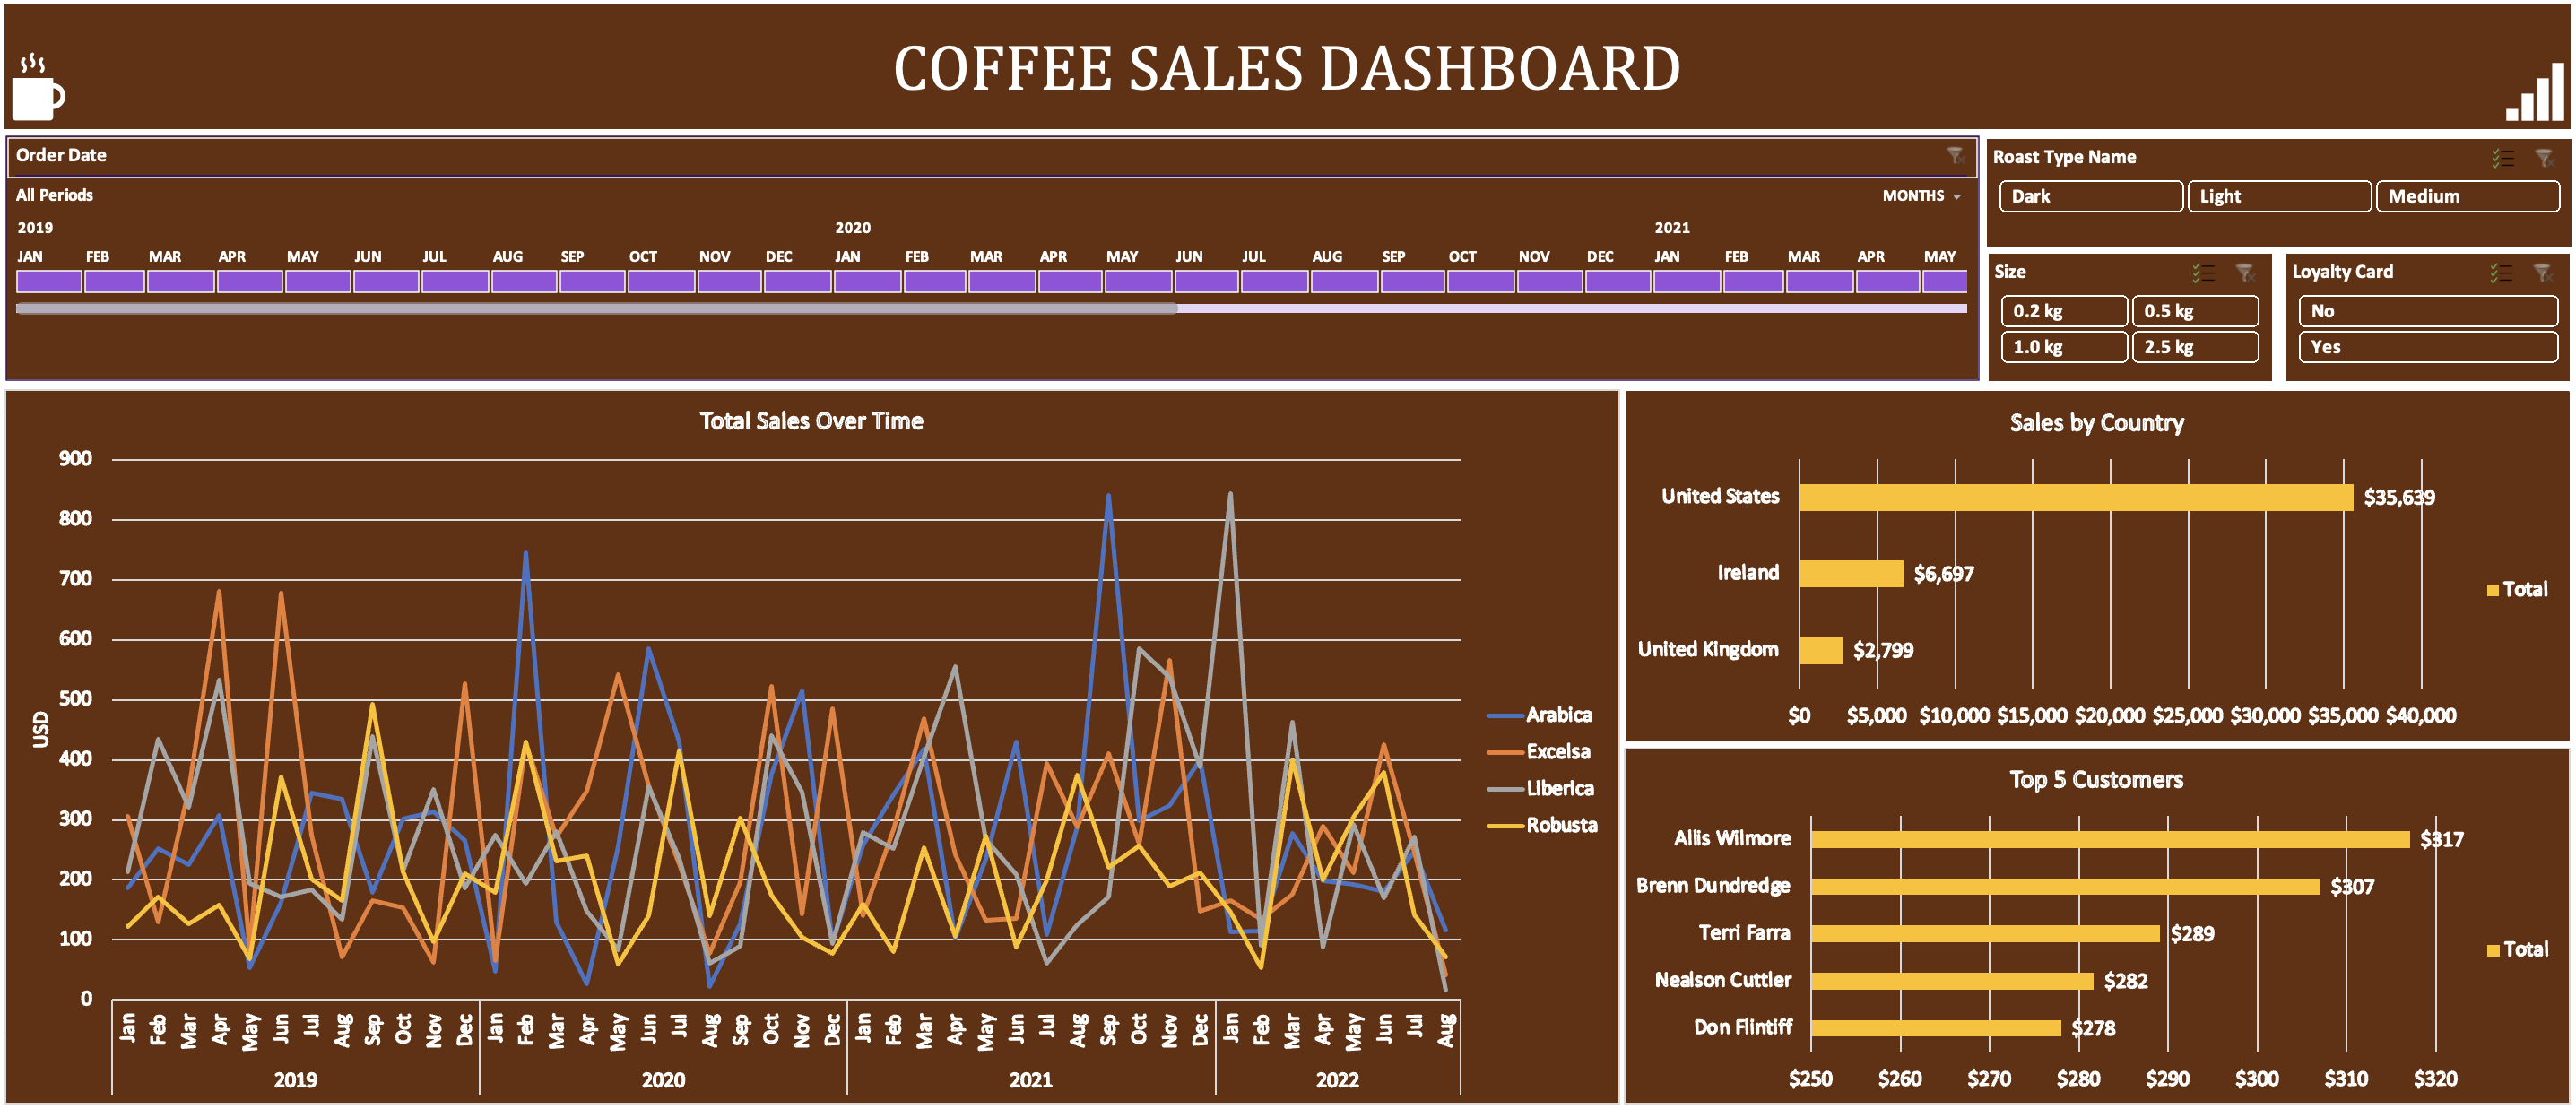 COFFEE SALES DASHBOARD
Order Date
All Periods
MONTHS
2019 2020 2021
JAN FEB MAR APR MAY JUN JUL AUG SEP OCT NOV DEC JAN FEB MAR APR MAY JUN JUL AUG SEP OCT NOV DEC JAN FEB MAR APR MAY
Roast Type Name
Dark Light Medium
Size
0.2 kg 0.5 kg
1.0 kg 2.5 kg
Loyalty Card
No
Yes
Total Sales Over Time
900
800
700
600
500
400
300
200
100
0
USD
Jan Feb Mar Apr May Jun Jul Aug Sep Oct Nov Dec Jan Feb Mar Apr May Jun Jul Aug Sep Oct Nov Dec Jan Feb Mar Apr May Jun Jul Aug Sep Oct Nov Dec Jan Feb Mar Apr May Jun Jul Aug
2019 2020 2021 2022
Arabica
Excelsa
Liberica
Robusta
Sales by Country
United States $35,639
Ireland $6,697
United Kingdom $2,799
$0 $5,000 $10,000 $15,000 $20,000 $25,000 $30,000 $35,000 $40,000
Total
Top 5 Customers
Allis Wilmore $317
Brenn Dundredge $307
Terri Farra $289
Nealson Cuttler $282
Don Flintiff $278
$250 $260 $270 $280 $290 $300 $310 $320
Total